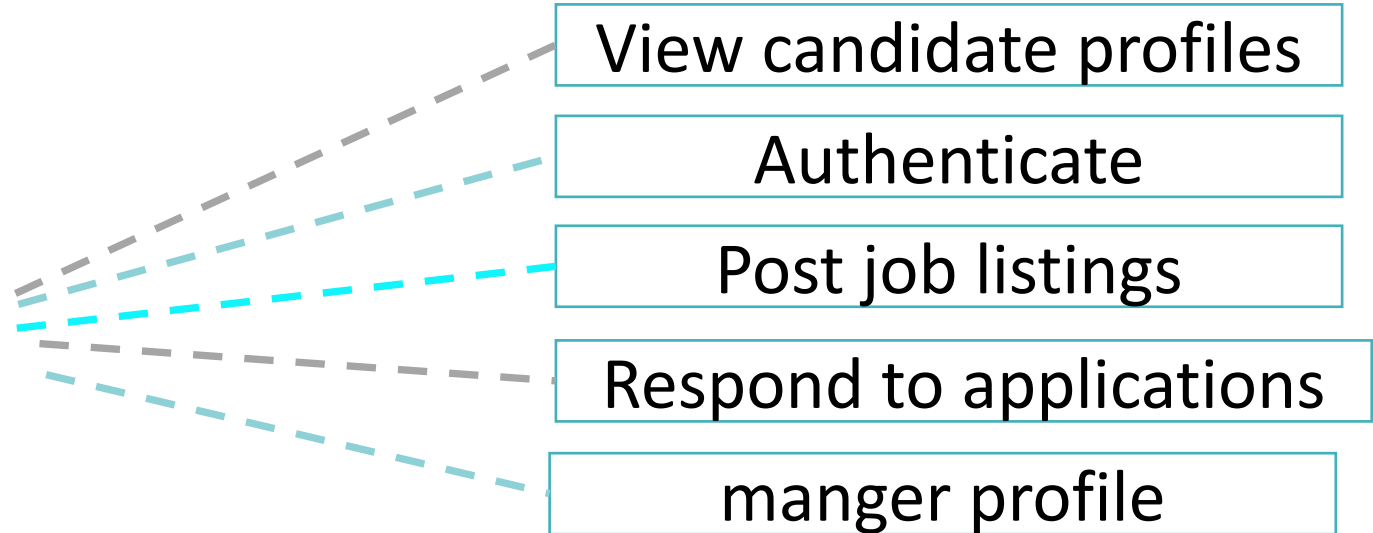 View candidate profiles
Authenticate
Post job listings
Respond to applications
manger profile